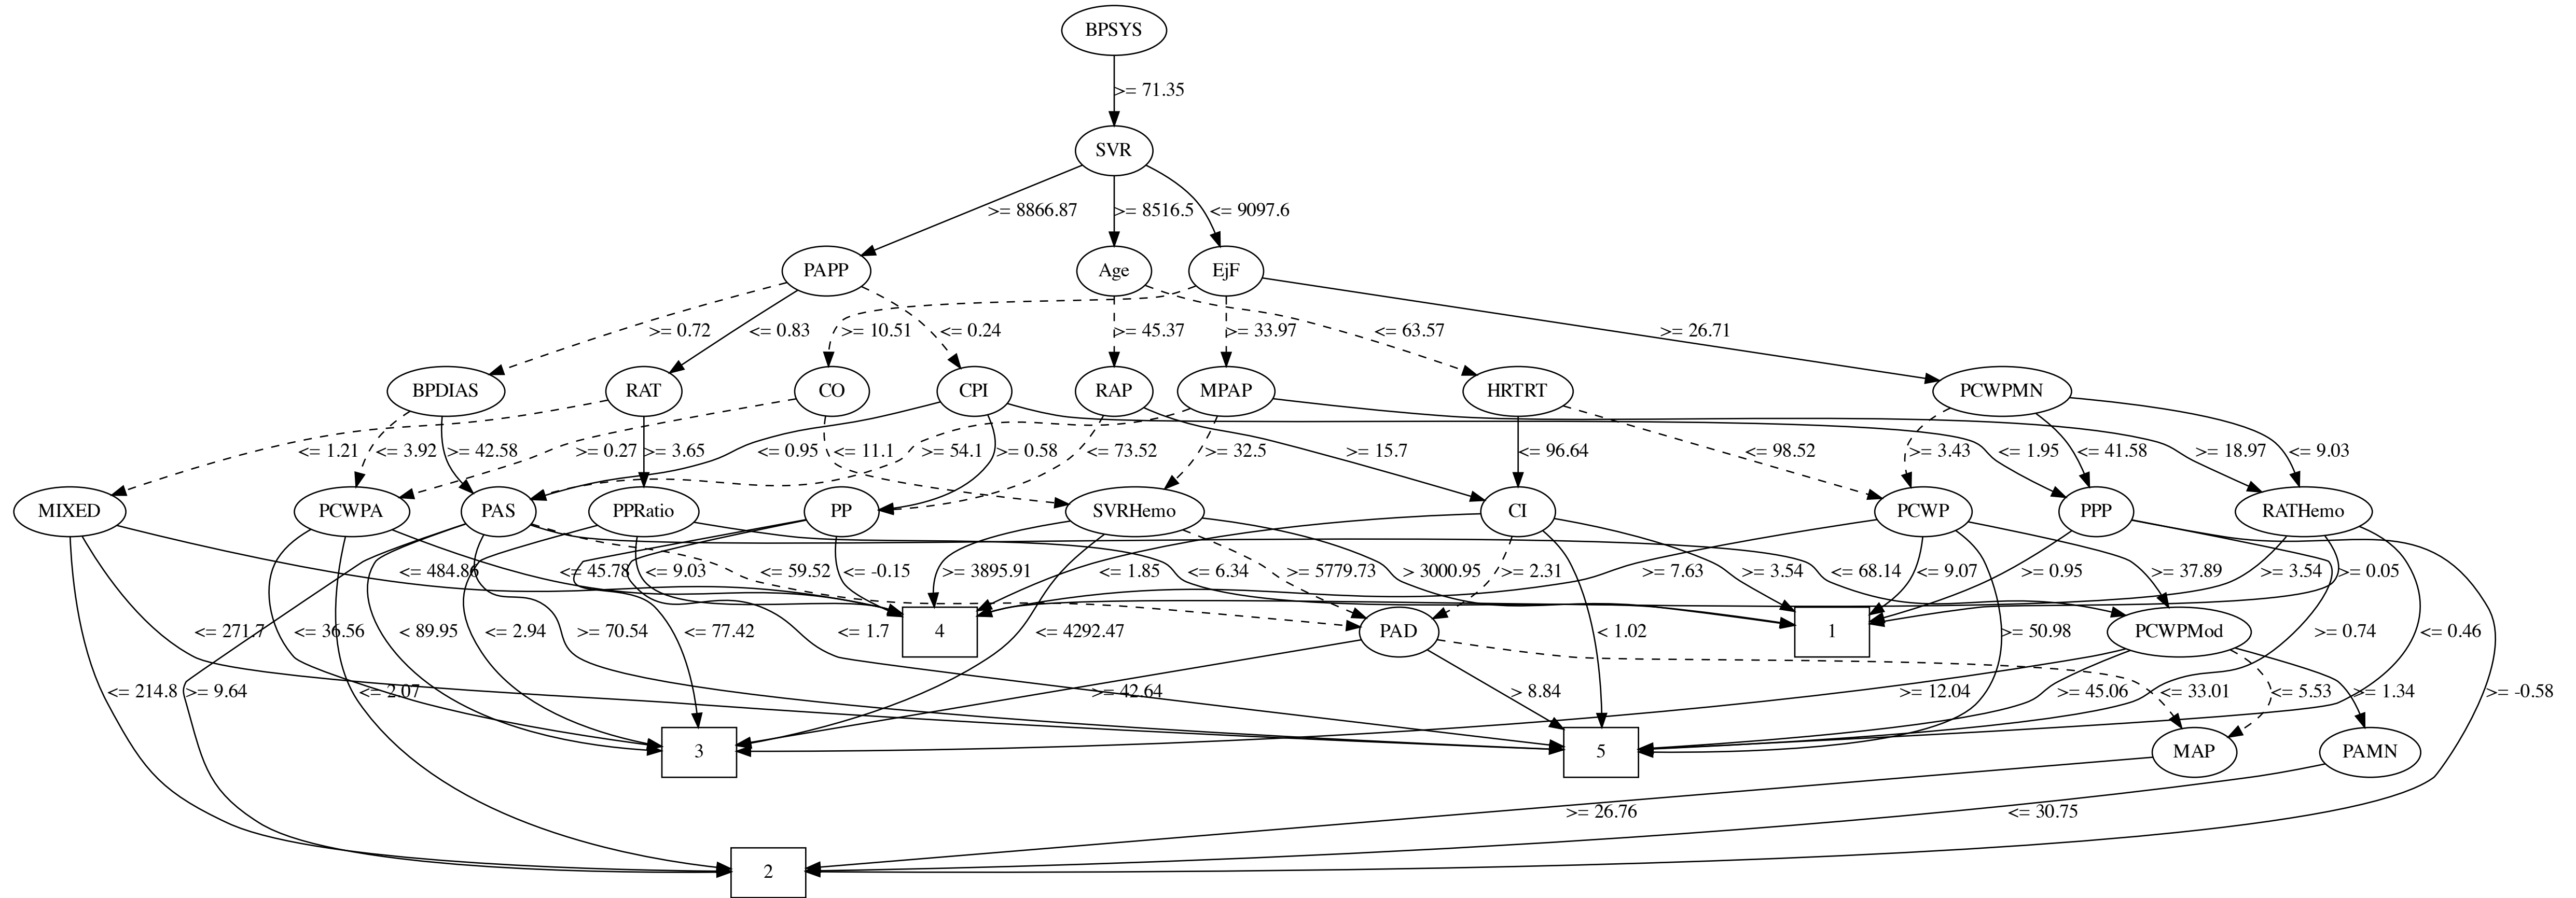 BPSYS
>= 71.35
SVR
>= 8866.87
>= 8516.5
<= 9097.6
PAPP
Age
EjF
>= 0.72
<= 0.83
>= 10.51
<= 0.24
>= 45.37
>= 33.97
<= 63.57
>= 26.71
BPDIAS
RAT
CO
CPI
RAP
MPAP
HRTRT
PCWPMN
<= 1.21
<= 3.92
>= 42.58
>= 0.27
>= 3.65
<= 0.95
<= 11.1
>= 54.1
>= 0.58
<= 73.52
>= 32.5
>= 15.7
<= 96.64
<= 98.52
>= 3.43
<= 1.95
<= 41.58
>= 18.97
<= 9.03
MIXED
PCWPA
PAS
PPRatio
PP
SVRHemo
CI
PCWP
PPP
RATHemo
<= 484.86
<= 45.78
<= 9.03
<= 59.52
<= -0.15
>= 3895.91
<= 1.85
<= 6.34
>= 5779.73
> 3000.95
>= 2.31
>= 7.63
>= 3.54
<= 68.14
<= 9.07
>= 0.95
>= 37.89
>= 3.54
>= 0.05
<= 271.7
<= 36.56
< 89.95
<= 2.94
>= 70.54
<= 77.42
<= 1.7
4
<= 4292.47
PAD
< 1.02
1
>= 50.98
PCWPMod
>= 0.74
<= 0.46
<= 214.8
>= 9.64
<= 2.07
>= 42.64
> 8.84
>= 12.04
>= 45.06
<= 33.01
<= 5.53
>= 1.34
>= -0.58
3
5
MAP
PAMN
>= 26.76
<= 30.75
2